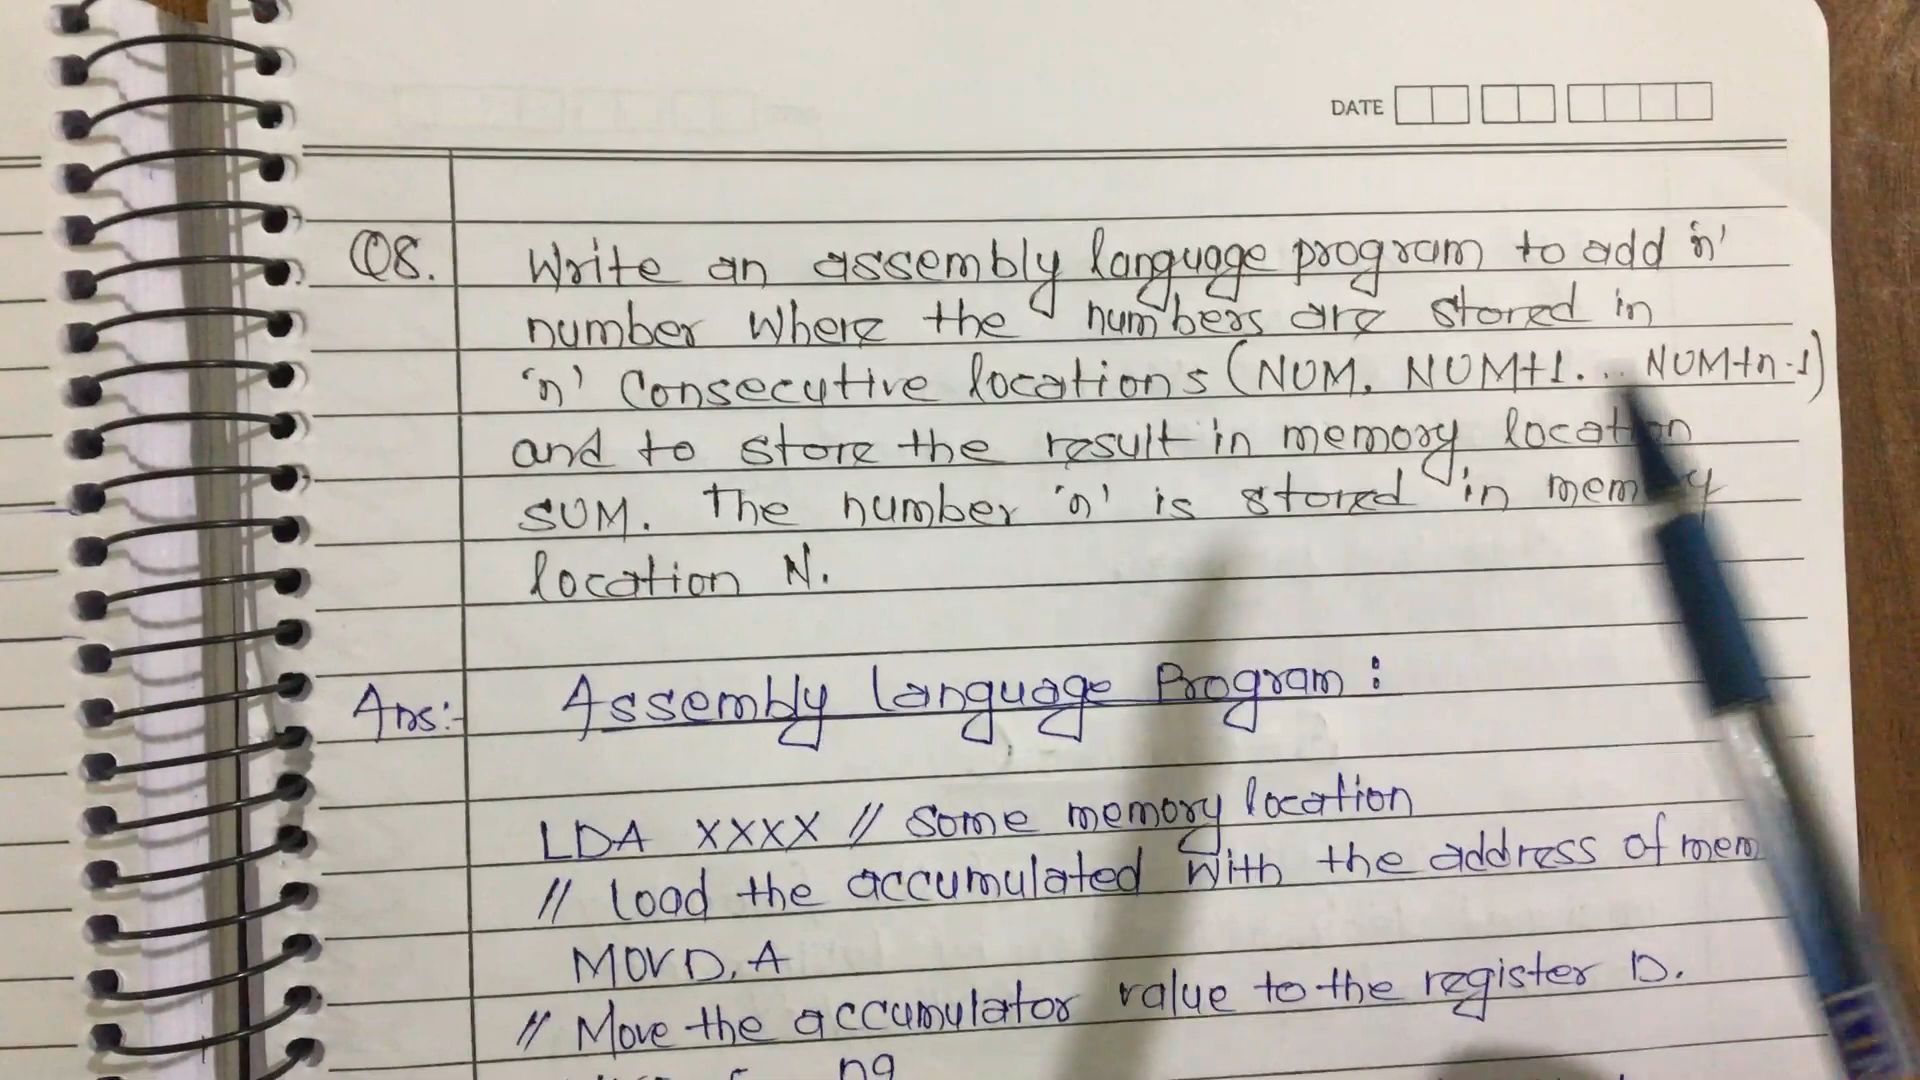 DATE
Q8. Write an assembly language program to add 'n'
number where the numbers are stored in
'n' consecutive locations (NUM, NUM+1... NUM+n-1)
and to store the result in memory location
SUM. The number 'n' is stored in memory
location N.
Ans:- Assembly language Program:
LDA XXXX // some memory location
// load the accumulated with the address of mem
MOV D, A
// Move the accumulator value to the register D.